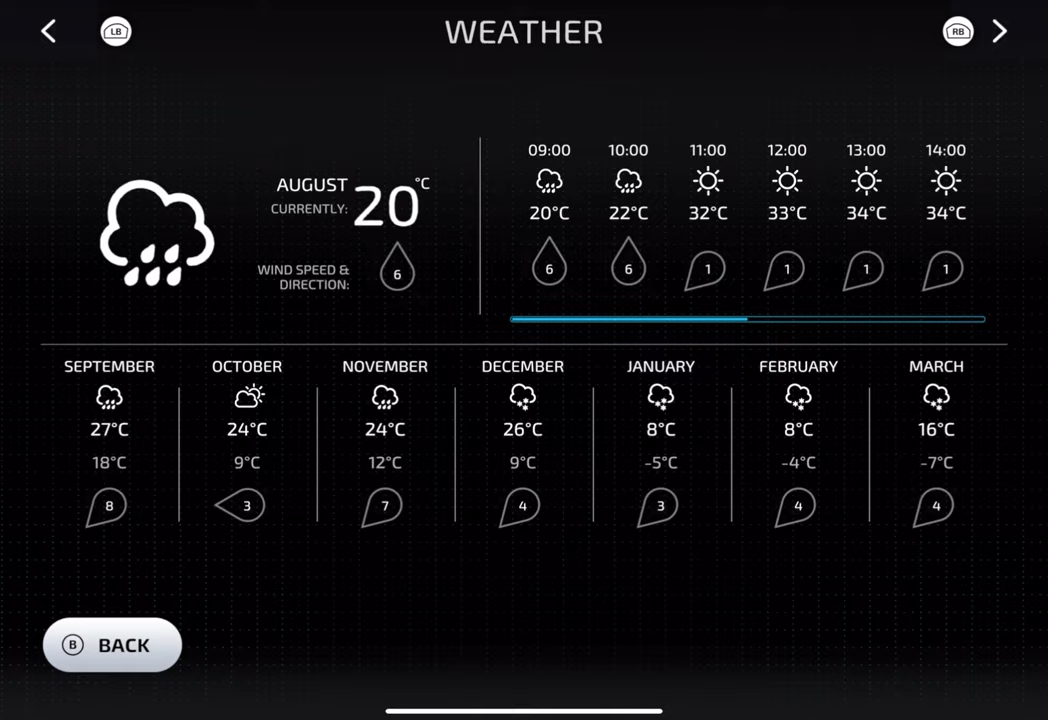 LB
WEATHER
RB
AUGUST
CURRENTLY:
20°C
WIND SPEED &
DIRECTION:
6
09:00 10:00 11:00 12:00 13:00 14:00
20°C 22°C 32°C 33°C 34°C 34°C
6 6 1 1 1 1
SEPTEMBER OCTOBER NOVEMBER DECEMBER JANUARY FEBRUARY MARCH
27°C 24°C 24°C 26°C 8°C 8°C 16°C
18°C 9°C 12°C 9°C -5°C -4°C -7°C
8 3 7 4 3 4 4
B BACK